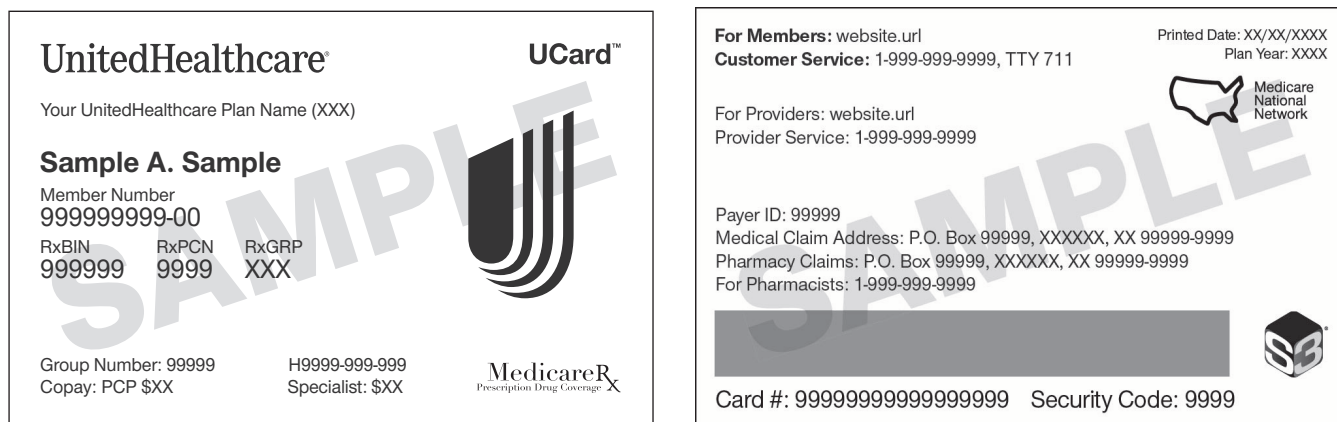 UnitedHealthcare®
UCard™
Your UnitedHealthcare Plan Name (XXX)
Sample A. Sample
Member Number
999999999-00
RxBIN RxPCN RxGRP
999999 9999 XXX
Group Number: 99999 H9999-999-999
Copay: PCP $XX Specialist: $XX
MedicareRx
Prescription Drug Coverage
SAMPLE
For Members: website.url
Customer Service: 1-999-999-9999, TTY 711
Printed Date: XX/XX/XXXX
Plan Year: XXXX
Medicare
National
Network
For Providers: website.url
Provider Service: 1-999-999-9999
Payer ID: 99999
Medical Claim Address: P.O. Box 99999, XXXXXX, XX 99999-9999
Pharmacy Claims: P.O. Box 99999, XXXXXX, XX 99999-9999
For Pharmacists: 1-999-999-9999
S3®
Card #: 99999999999999999 Security Code: 9999
SAMPLE